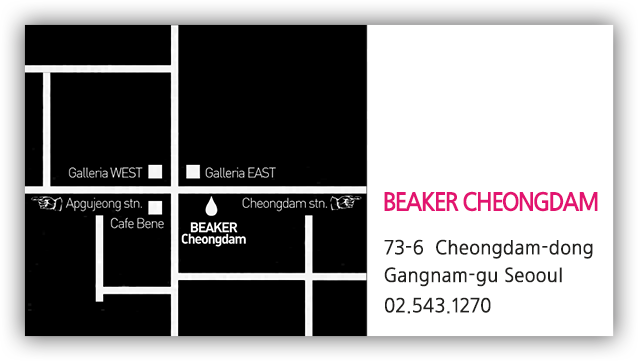 Galleria WEST
Galleria EAST
Apgujeong stn.
Cheongdam stn.
Cafe Bene
BEAKER
Cheongdam
BEAKER CHEONGDAM
73-6 Cheongdam-dong
Gangnam-gu Seooul
02.543.1270